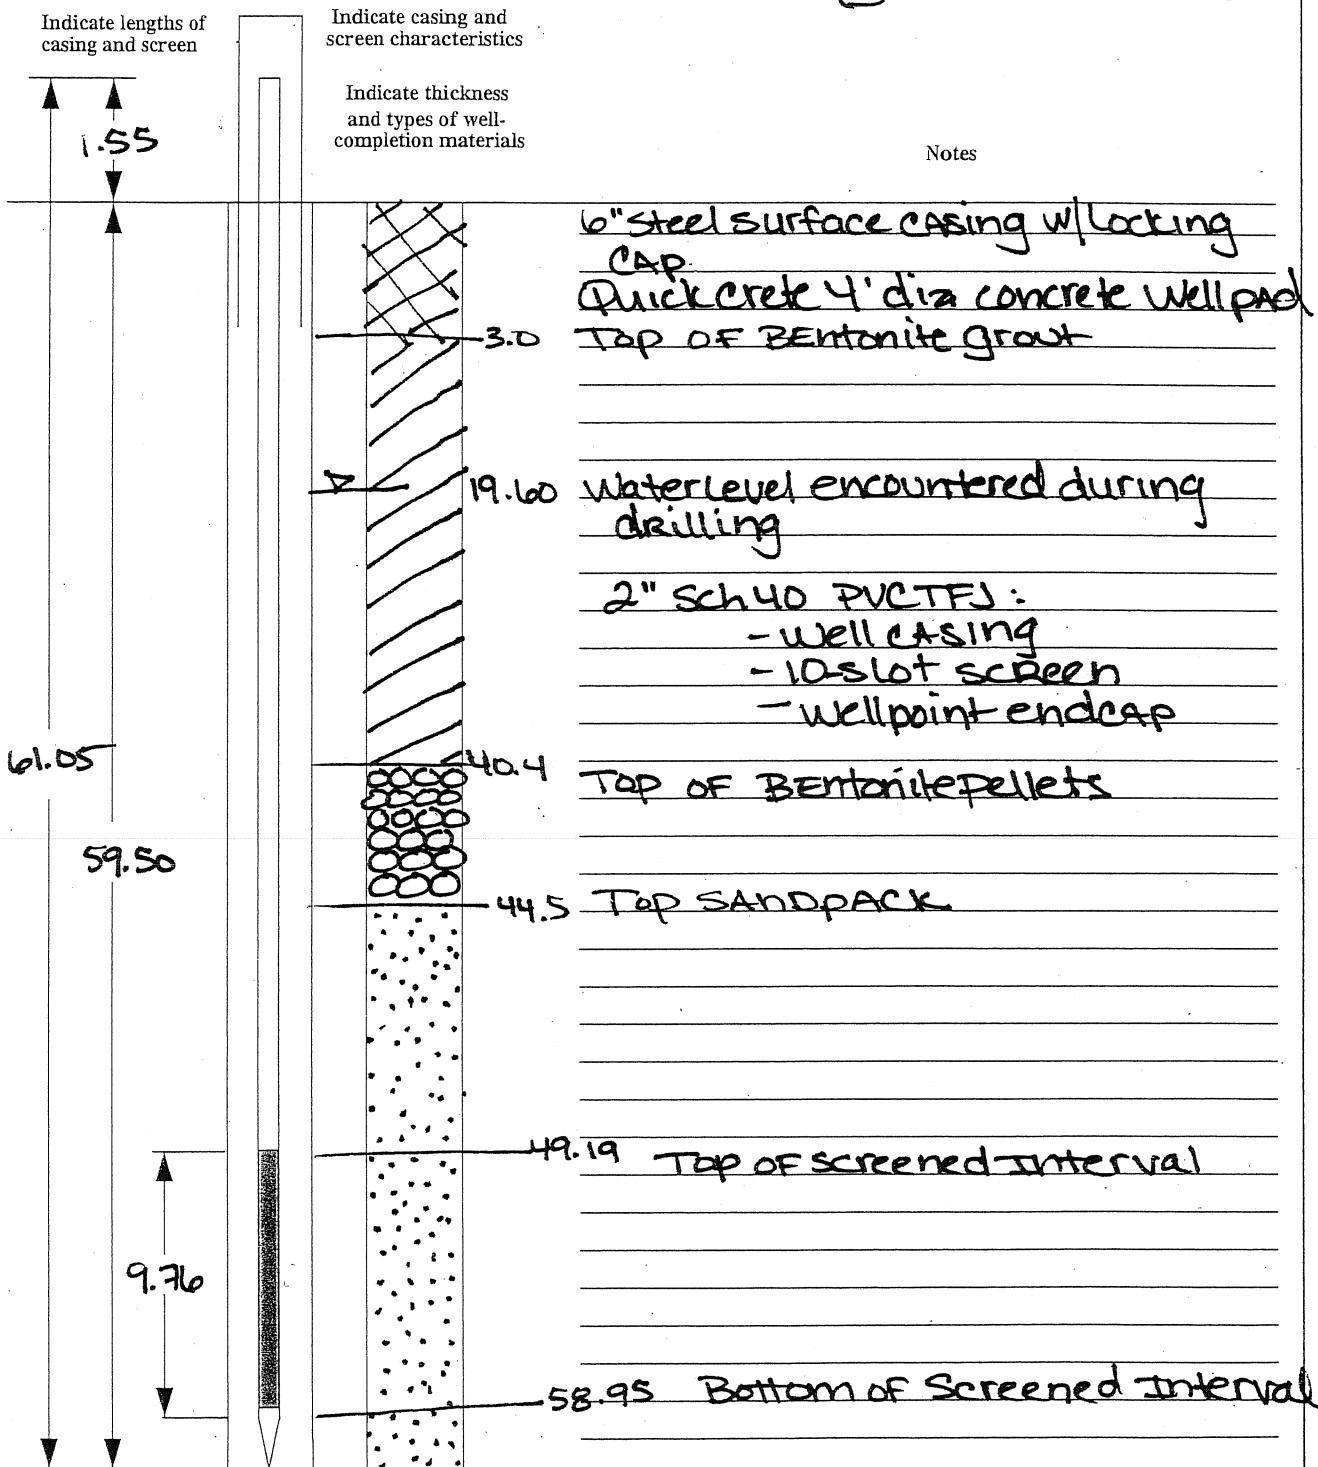 Indicate lengths of
casing and screen
Indicate casing and
screen characteristics
Indicate thickness
and types of well-
completion materials
Notes
1.55
6" Steel surface casing w/ Locking
CAP
Quickcrete 4' dia concrete Wellpad
3.0 Top OF BEntonite grout
19.60 Waterlevel encountered during
drilling
2" Sch 40 PVCTFJ:
- Well CASing
- 10-slot screen
- Wellpoint endcap
61.05
40.4 Top OF BEntonite pellets
59.50
44.5 Top SANDPACK
49.19 Top OF screened Interval
9.76
58.95 Bottom of Screened Interval